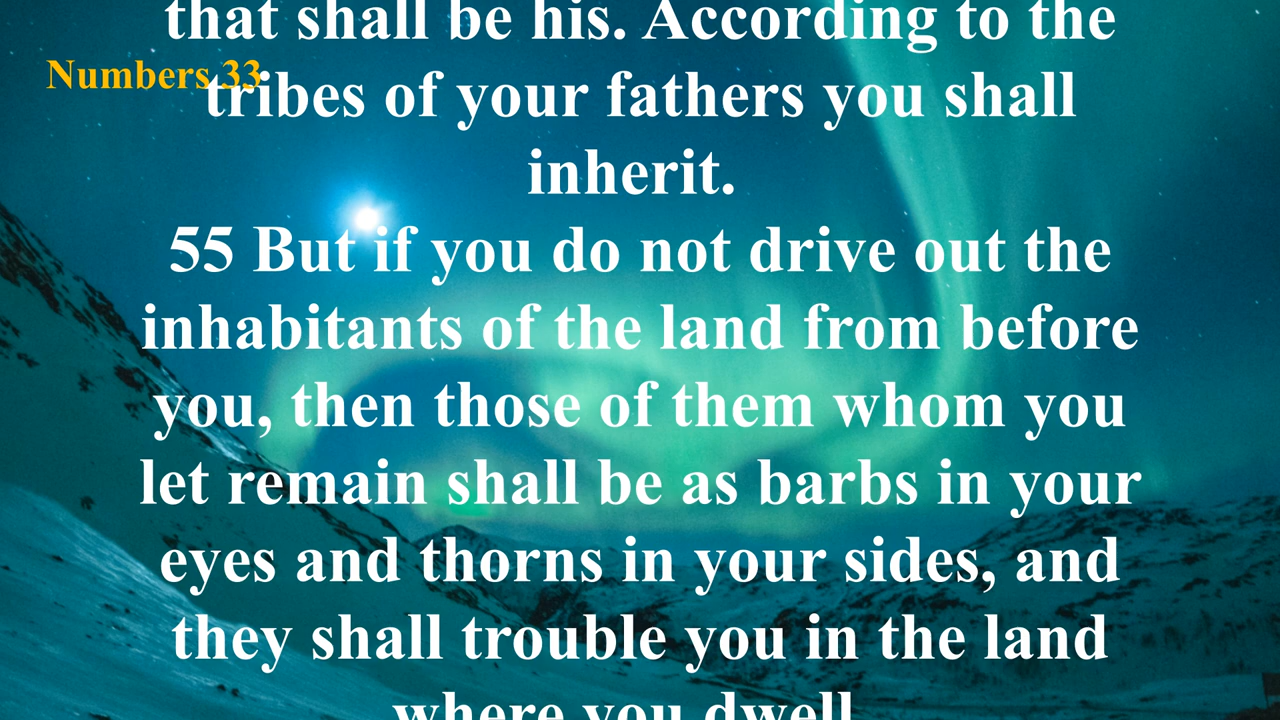 that shall be his. According to the
Numbers 33
tribes of your fathers you shall
inherit.
55 But if you do not drive out the
inhabitants of the land from before
you, then those of them whom you
let remain shall be as barbs in your
eyes and thorns in your sides, and
they shall trouble you in the land
where you dwell